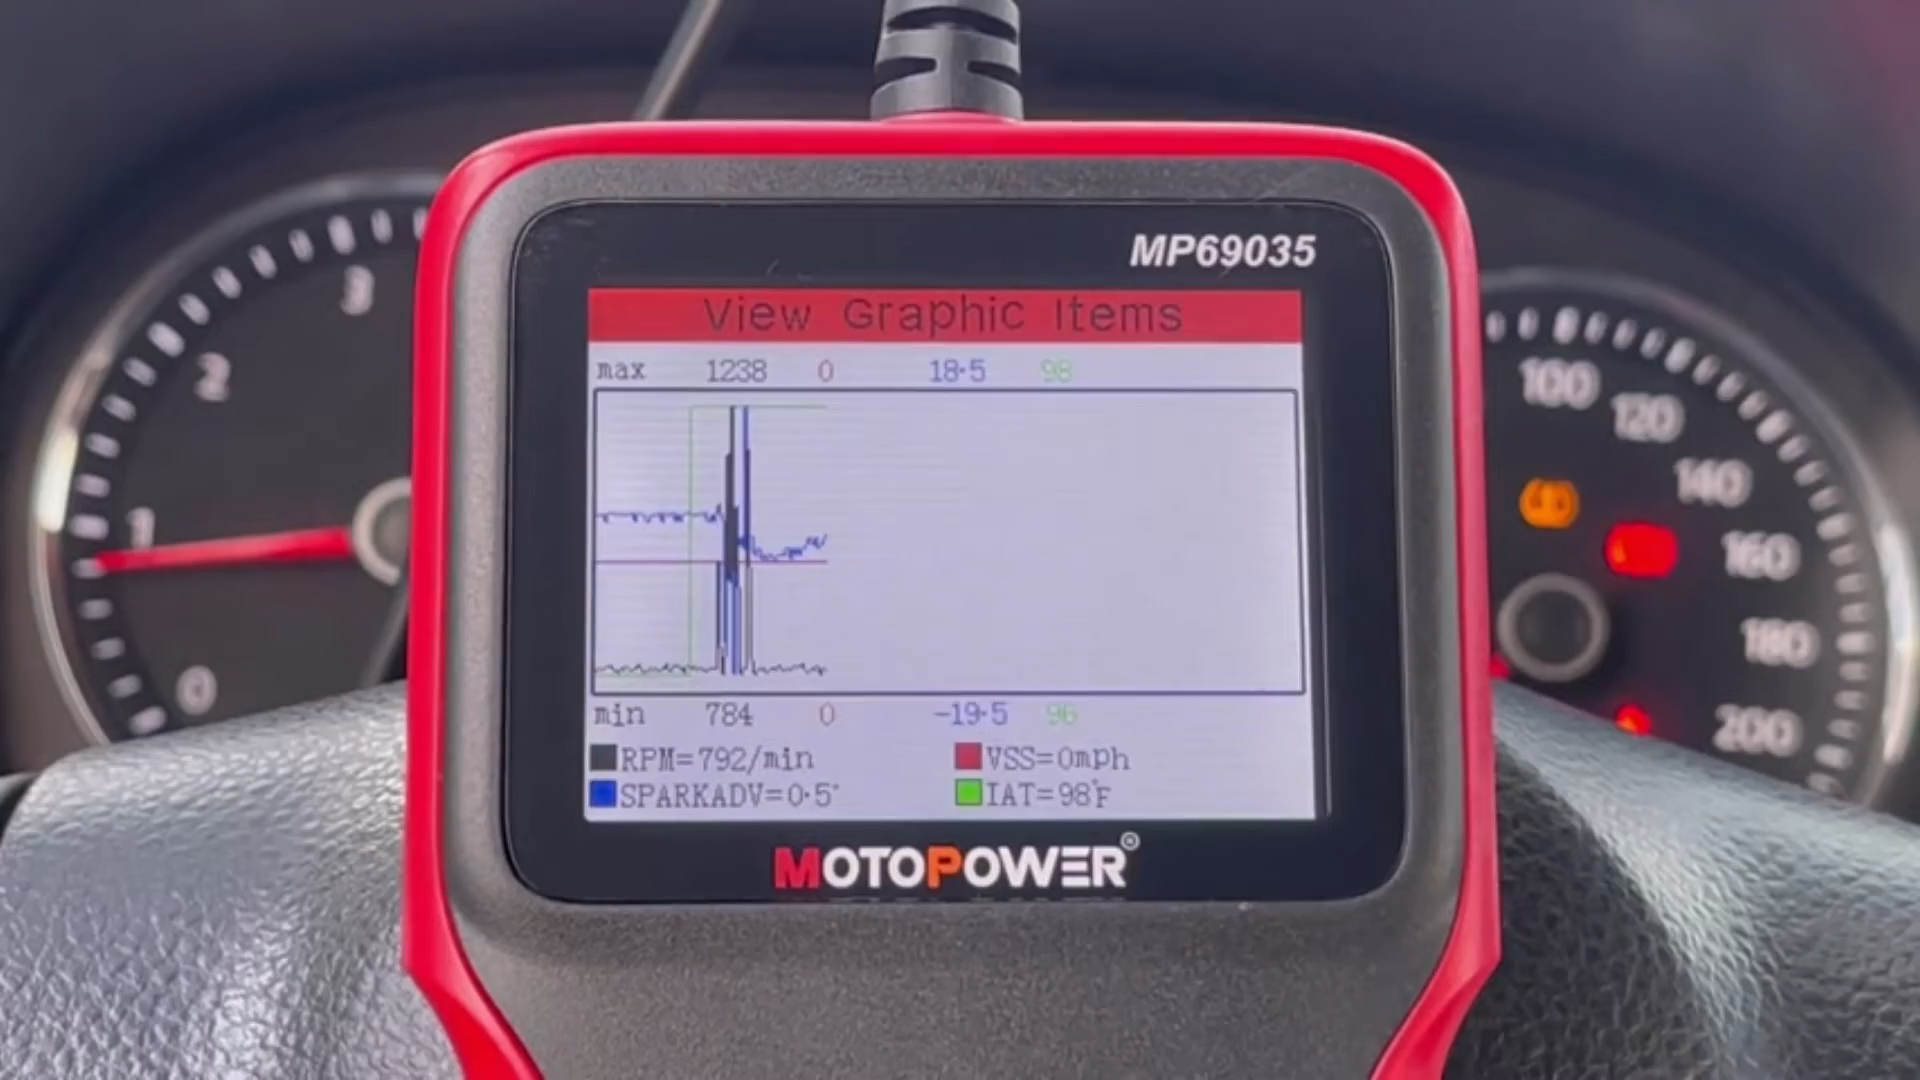 MP69035
View Graphic Items
max 1238 0 18.5 98
min 784 0 -19.5 96
RPM=792/min VSS=0mph
SPARKADV=0.5° IAT=98°F
MOTOPOWER®
3
2
1
0
100
120
140
160
180
200